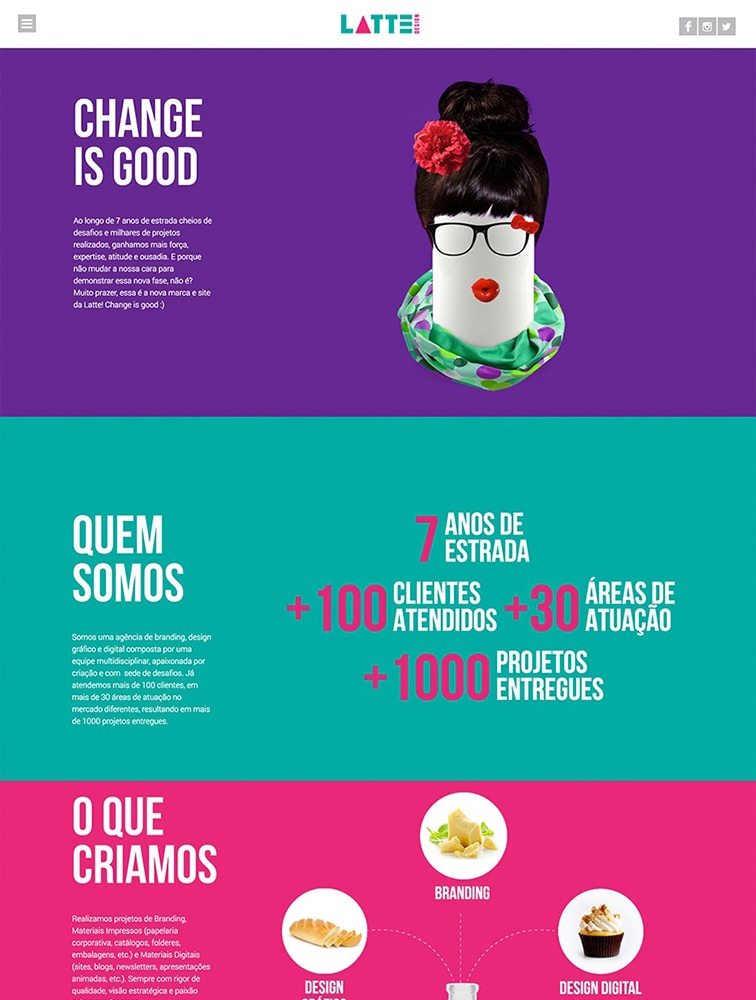 LATTE
DESIGN
CHANGE
IS GOOD
Ao longo de 7 anos de estrada cheios de
desafios e milhares de projetos
realizados, ganhamos mais força,
expertise, atitude e ousadia. E porque
não mudar a nossa cara para
demonstrar essa nova fase, não é?
Muito prazer, essa é a nova marca e site
da Latte! Change is good :)
QUEM
SOMOS
Somos uma agência de branding, design
gráfico e digital composta por uma
equipe multidisciplinar, apaixonada por
criação e com sede de desafios. Já
atendemos mais de 100 clientes, em
mais de 30 áreas de atuação no
mercado diferentes, resultando em mais
de 1000 projetos entregues.
7 ANOS DE
ESTRADA
+100 CLIENTES
ATENDIDOS
+30 ÁREAS DE
ATUAÇÃO
+1000 PROJETOS
ENTREGUES
O QUE
CRIAMOS
Realizamos projetos de Branding,
Materiais Impressos (papelaria
corporativa, catálogos, folderes,
embalagens, etc.) e Materiais Digitais
(sites, blogs, newsletters, apresentações
animadas, etc.). Sempre com rigor de
qualidade, visão estratégica e paixão
BRANDING
DESIGN
GRÁFICO
DESIGN DIGITAL